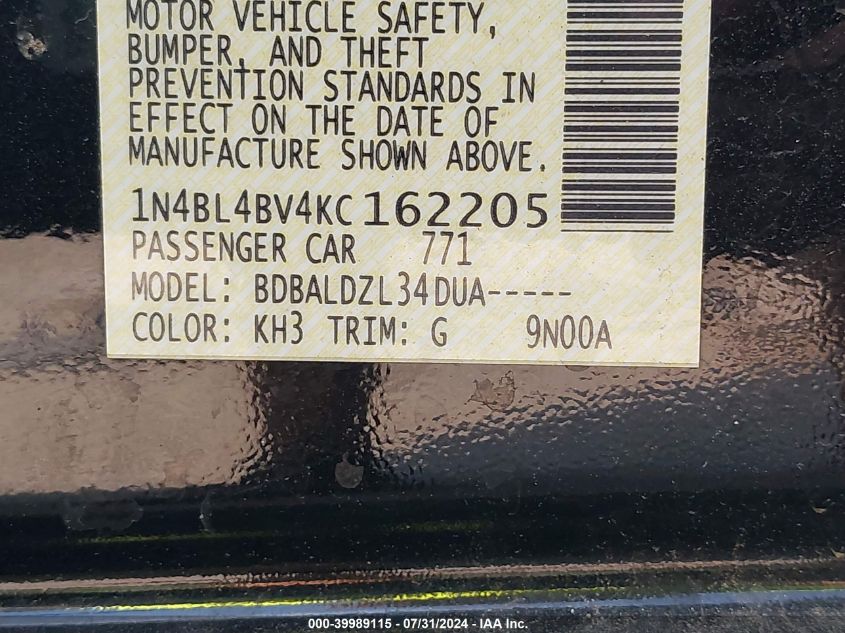 MOTOR VEHICLE SAFETY,
BUMPER, AND THEFT
PREVENTION STANDARDS IN
EFFECT ON THE DATE OF
MANUFACTURE SHOWN ABOVE.
1N4BL4BV4KC162205
PASSENGER CAR 771
MODEL: BDBALDZL34DUA-----
COLOR: KH3 TRIM: G 9N00A
000-39989115 - 07/31/2024 - IAA Inc.